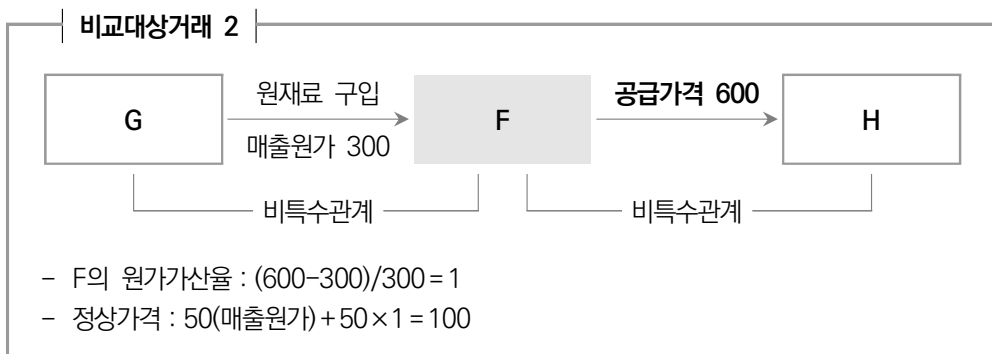 비교대상거래 2
G
원재료 구입
매출원가 300
F
공급가격 600
H
비특수관계
비특수관계
- F의 원가가산율 : (600-300)/300=1
- 정상가격 : 50(매출원가)+50×1=100